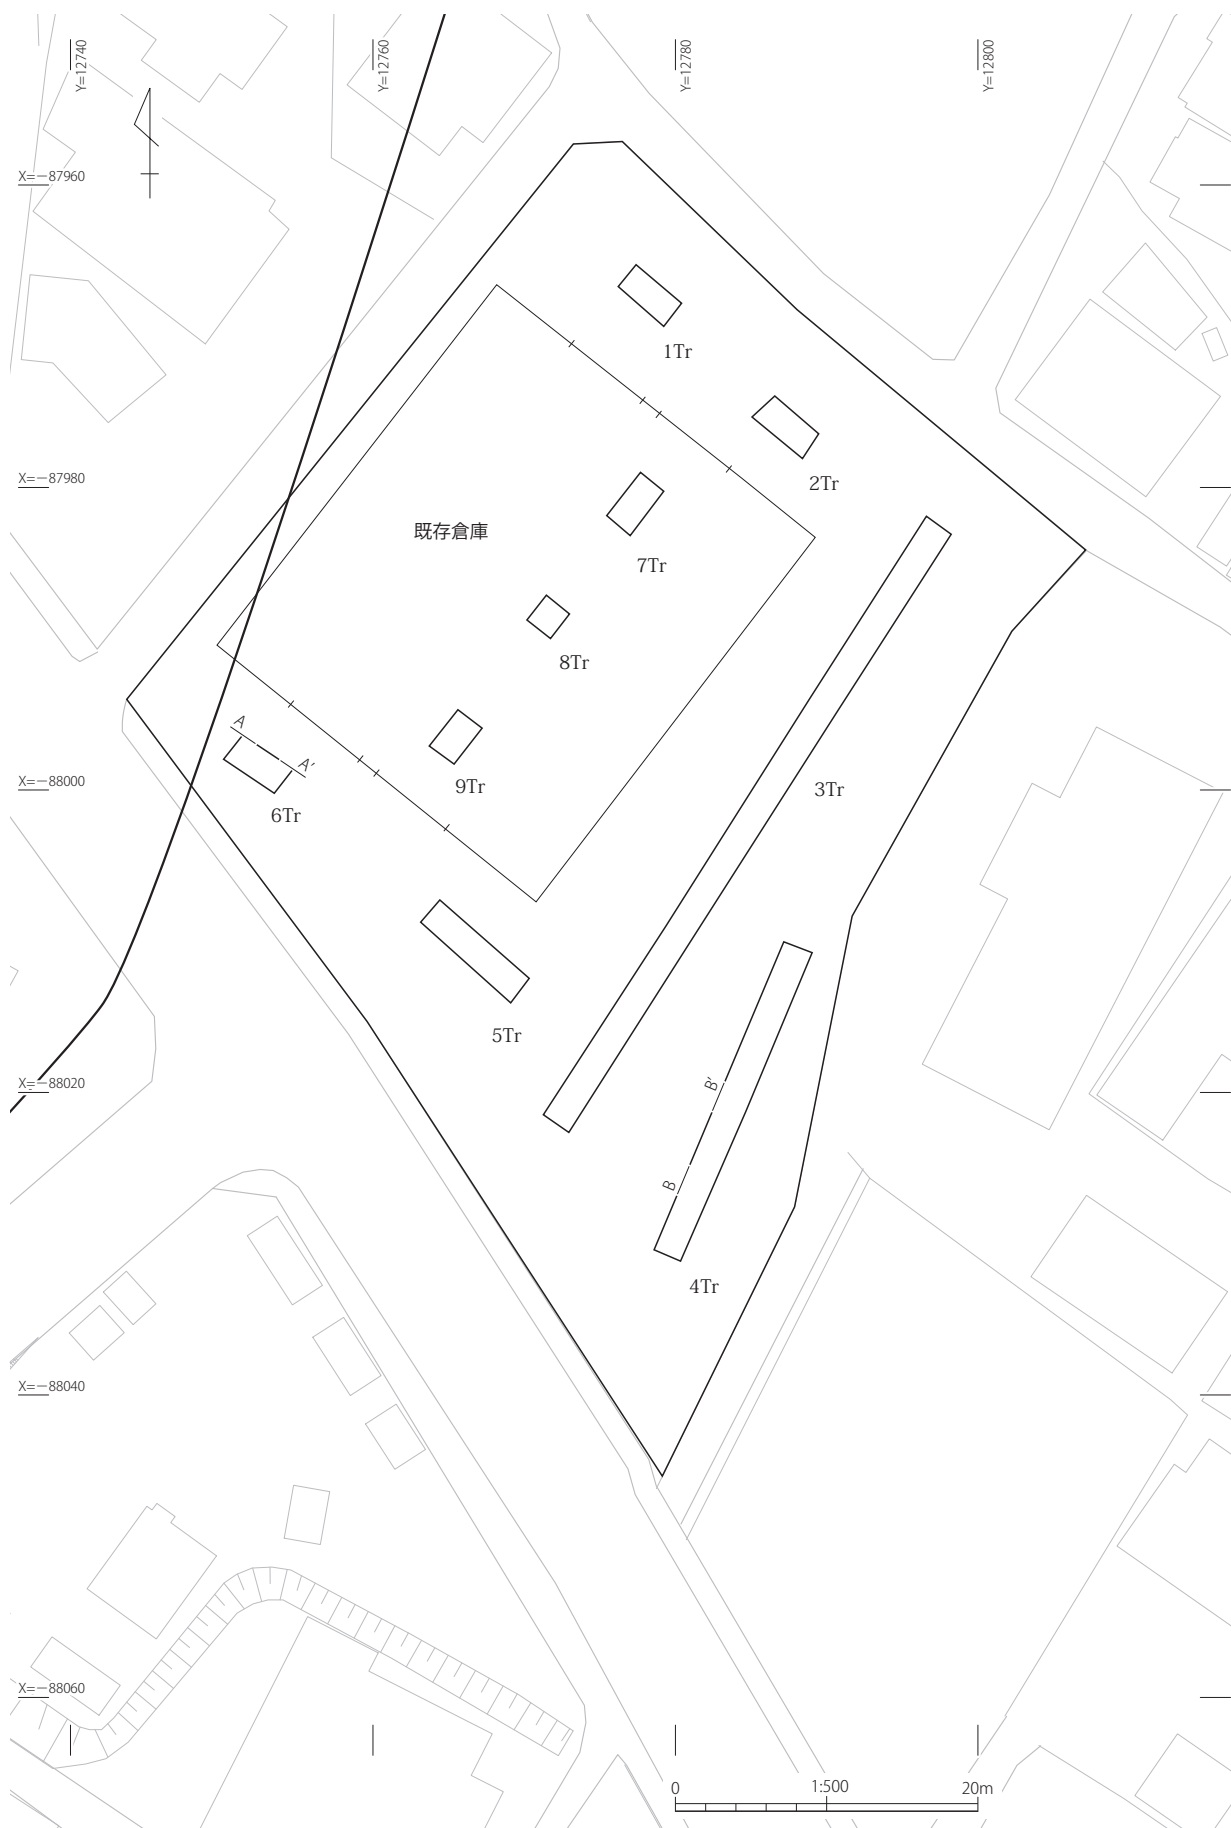 Y=12740
Y=12760
Y=12780
Y=12800
X=−87960
1Tr
X=−87980
2Tr
既存倉庫
7Tr
8Tr
A
A′
9Tr
X=−88000
3Tr
6Tr
5Tr
X=−88020
B′
B
4Tr
X=−88040
X=−88060
0
1:500
20m